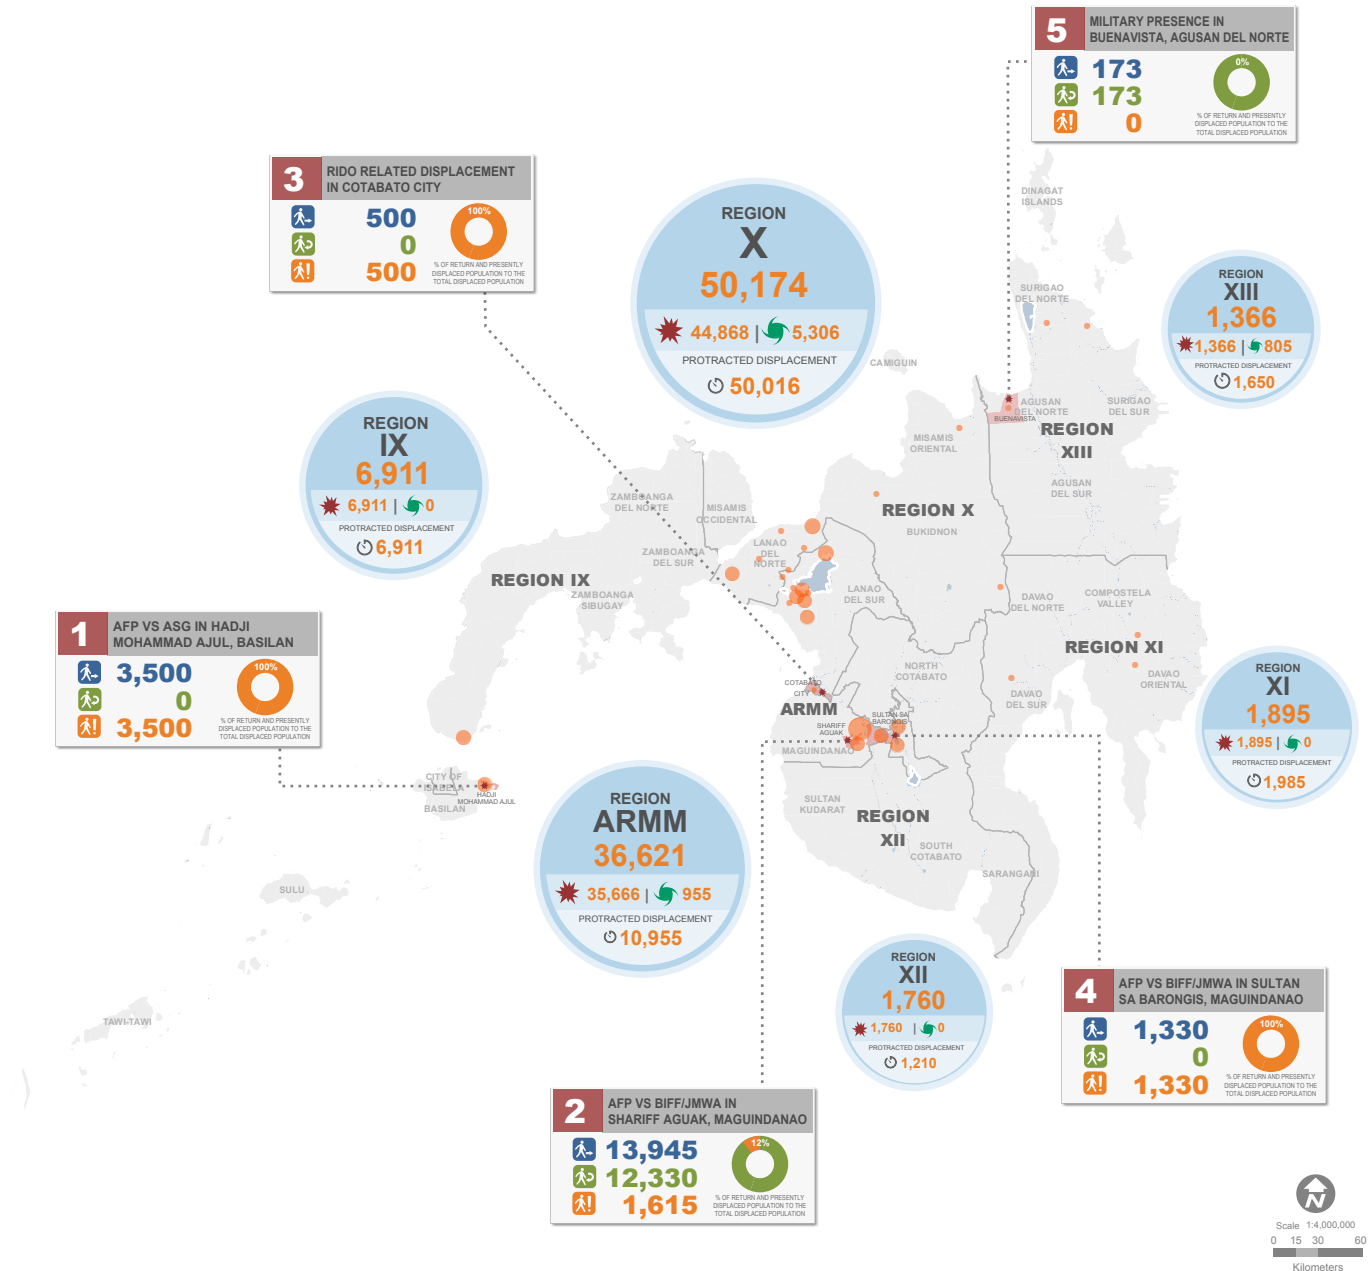 5
MILITARY PRESENCE IN
BUENAVISTA, AGUSAN DEL NORTE
173
173
0
0%
% OF RETURN AND PRESENTLY
DISPLACED POPULATION TO THE
TOTAL DISPLACED POPULATION
3
RIDO RELATED DISPLACEMENT
IN COTABATO CITY
500
0
500
100%
% OF RETURN AND PRESENTLY
DISPLACED POPULATION TO THE
TOTAL DISPLACED POPULATION
REGION
X
50,174
44,868 | 5,306
PROTRACTED DISPLACEMENT
50,016
REGION
XIII
1,366
1,366 | 805
PROTRACTED DISPLACEMENT
1,650
REGION
IX
6,911
6,911 | 0
PROTRACTED DISPLACEMENT
6,911
DINAGAT
ISLANDS
SURIGAO
DEL NORTE
CAMIGUIN
AGUSAN
DEL NORTE
BUENAVISTA
SURIGAO
DEL SUR
REGION
XIII
MISAMIS
ORIENTAL
AGUSAN
DEL SUR
ZAMBOANGA
DEL NORTE
MISAMIS
OCCIDENTAL
REGION X
BUKIDNON
LANAO
DEL
NORTE
ZAMBOANGA
DEL SUR
REGION IX
ZAMBOANGA
SIBUGAY
LANAO
DEL SUR
DAVAO
DEL NORTE
COMPOSTELA
VALLEY
REGION XI
1
AFP VS ASG IN HADJI
MOHAMMAD AJUL, BASILAN
3,500
0
3,500
100%
% OF RETURN AND PRESENTLY
DISPLACED POPULATION TO THE
TOTAL DISPLACED POPULATION
NORTH
COTABATO
DAVAO
ORIENTAL
COTABATO
CITY
DAVAO
DEL SUR
ARMM
SULTAN SA
BARONGIS
SHARIFF
AGUAK
MAGUINDANAO
REGION
XI
1,895
1,895 | 0
PROTRACTED DISPLACEMENT
1,985
CITY OF
ISABELA
BASILAN
HADJI
MOHAMMAD AJUL
SULTAN
KUDARAT
REGION
XII
SOUTH
COTABATO
SARANGANI
REGION
ARMM
36,621
35,666 | 955
PROTRACTED DISPLACEMENT
10,955
SULU
TAWI-TAWI
REGION
XII
1,760
1,760 | 0
PROTRACTED DISPLACEMENT
1,210
4
AFP VS BIFF/JMWA IN SULTAN
SA BARONGIS, MAGUINDANAO
1,330
0
1,330
100%
% OF RETURN AND PRESENTLY
DISPLACED POPULATION TO THE
TOTAL DISPLACED POPULATION
2
AFP VS BIFF/JMWA IN
SHARIFF AGUAK, MAGUINDANAO
13,945
12,330
1,615
12%
% OF RETURN AND PRESENTLY
DISPLACED POPULATION TO THE
TOTAL DISPLACED POPULATION
N
Scale 1:4,000,000
0 15 30 60
Kilometers